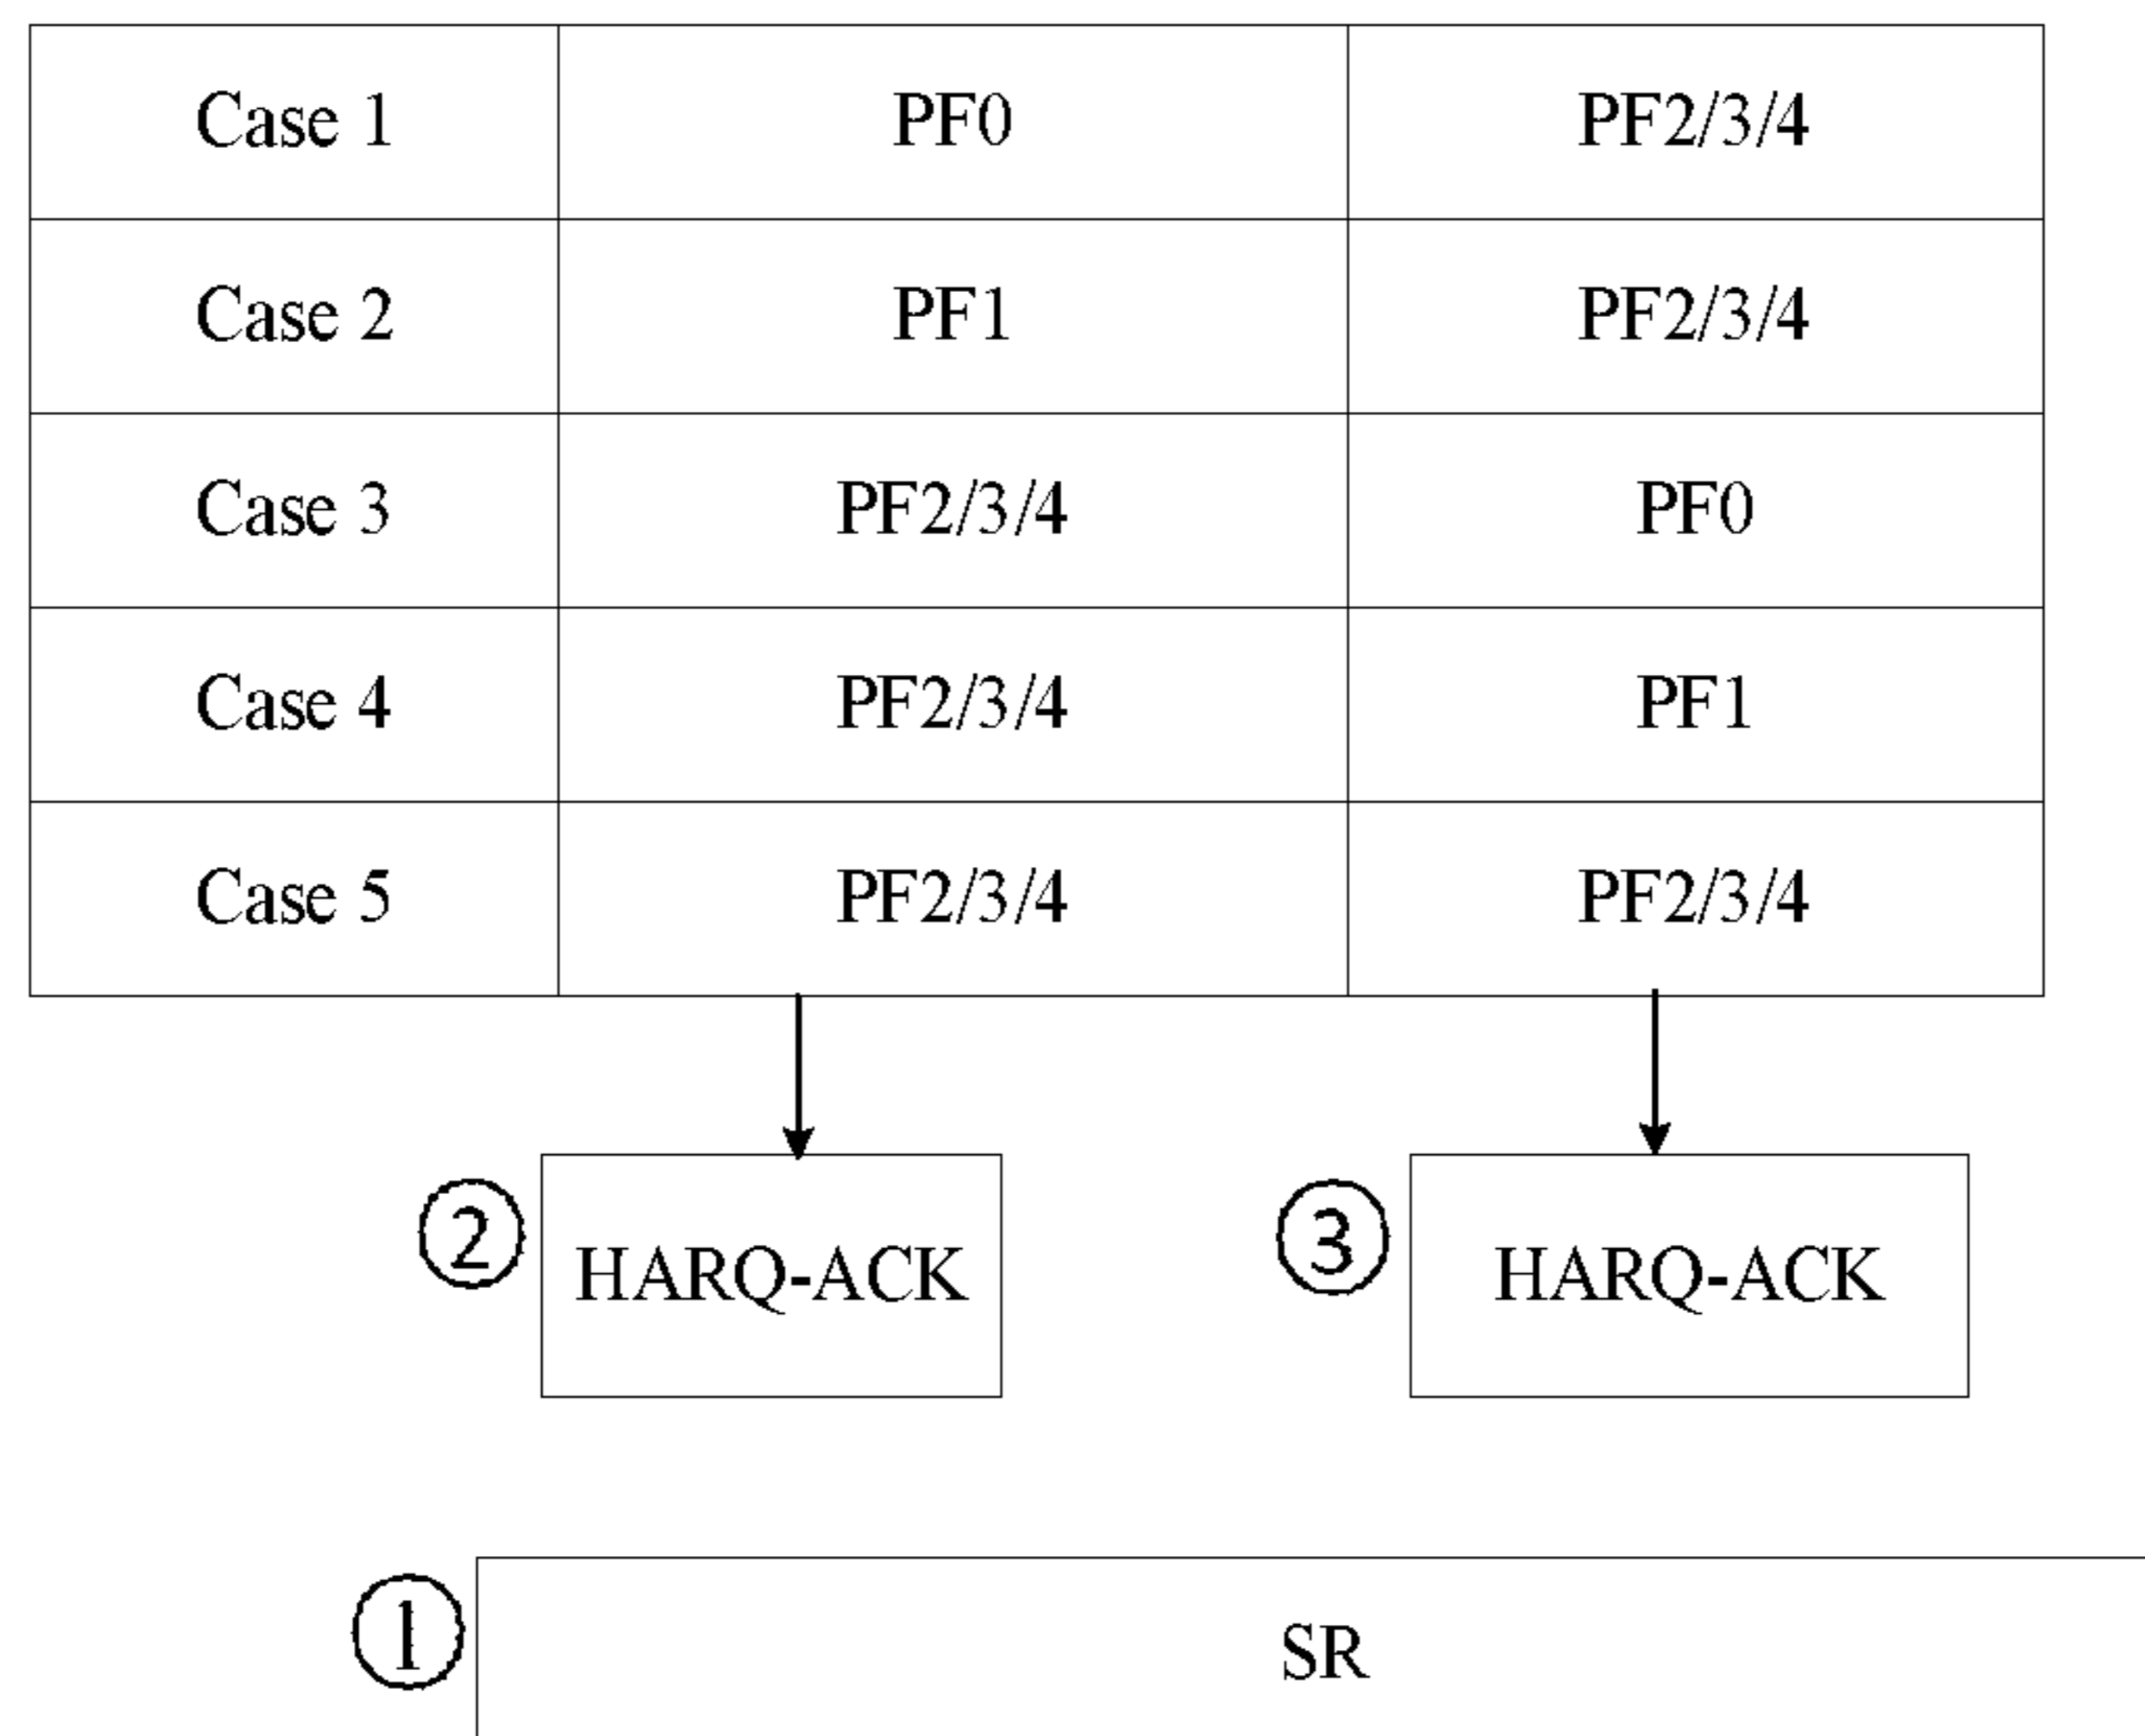 Case 1 PF0 PF2/3/4
Case 2 PF1 PF2/3/4
Case 3 PF2/3/4 PF0
Case 4 PF2/3/4 PF1
Case 5 PF2/3/4 PF2/3/4
② HARQ-ACK ③ HARQ-ACK
① SR